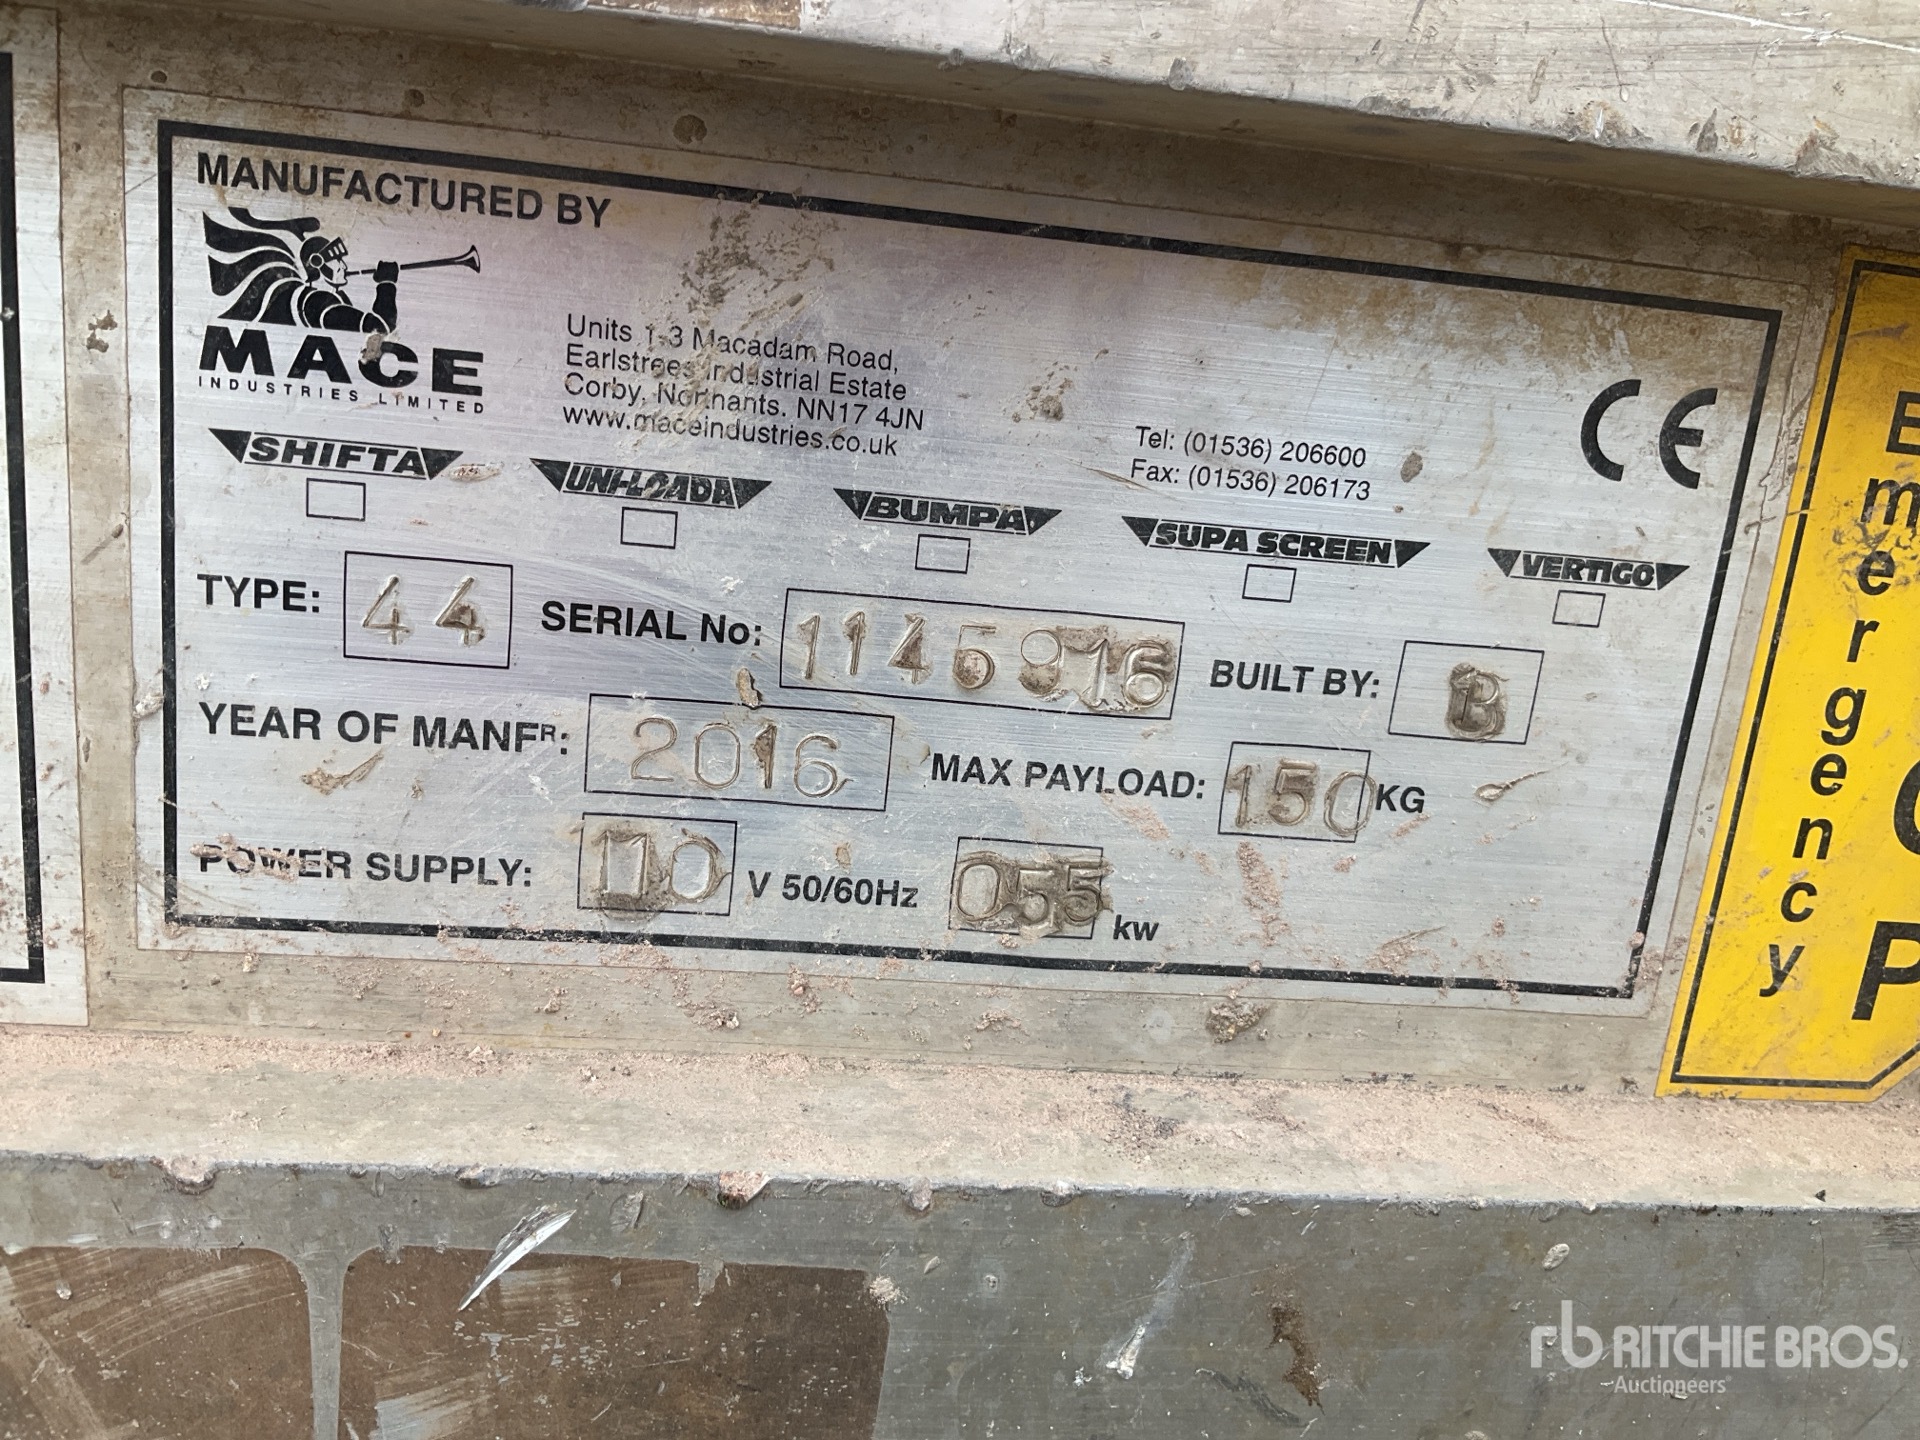 MANUFACTURED BY
MACE
INDUSTRIES LIMITED
Units 1-3 Macadam Road,
Earlstrees Industrial Estate
Corby, Northants. NN17 4JN
www.maceindustries.co.uk
Tel: (01536) 206600
Fax: (01536) 206173
CE
SHIFTA UNI-LOADA BUMPA SUPA SCREEN VERTIGO
TYPE: 44 SERIAL No: BUILT BY:
YEAR OF MANFR: 2016 MAX PAYLOAD: 150 KG
POWER SUPPLY: 110 V 50/60Hz 055 kw
Emergency
rb RITCHIE BROS.
Auctioneers